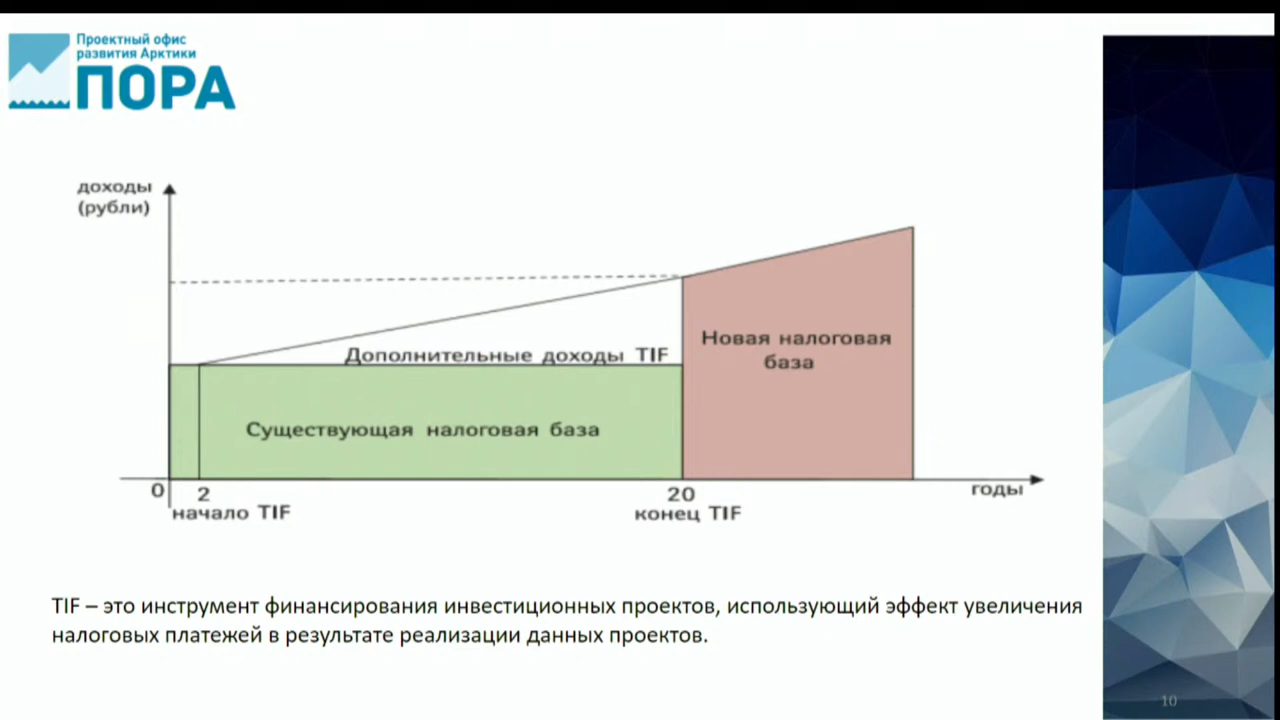 Проектный офис
развития Арктики
ПОРА
доходы
(рубли)
Дополнительные доходы TIF
Новая налоговая
база
Существующая налоговая база
0
2
20
годы
начало TIF
конец TIF
TIF – это инструмент финансирования инвестиционных проектов, использующий эффект увеличения
налоговых платежей в результате реализации данных проектов.
10